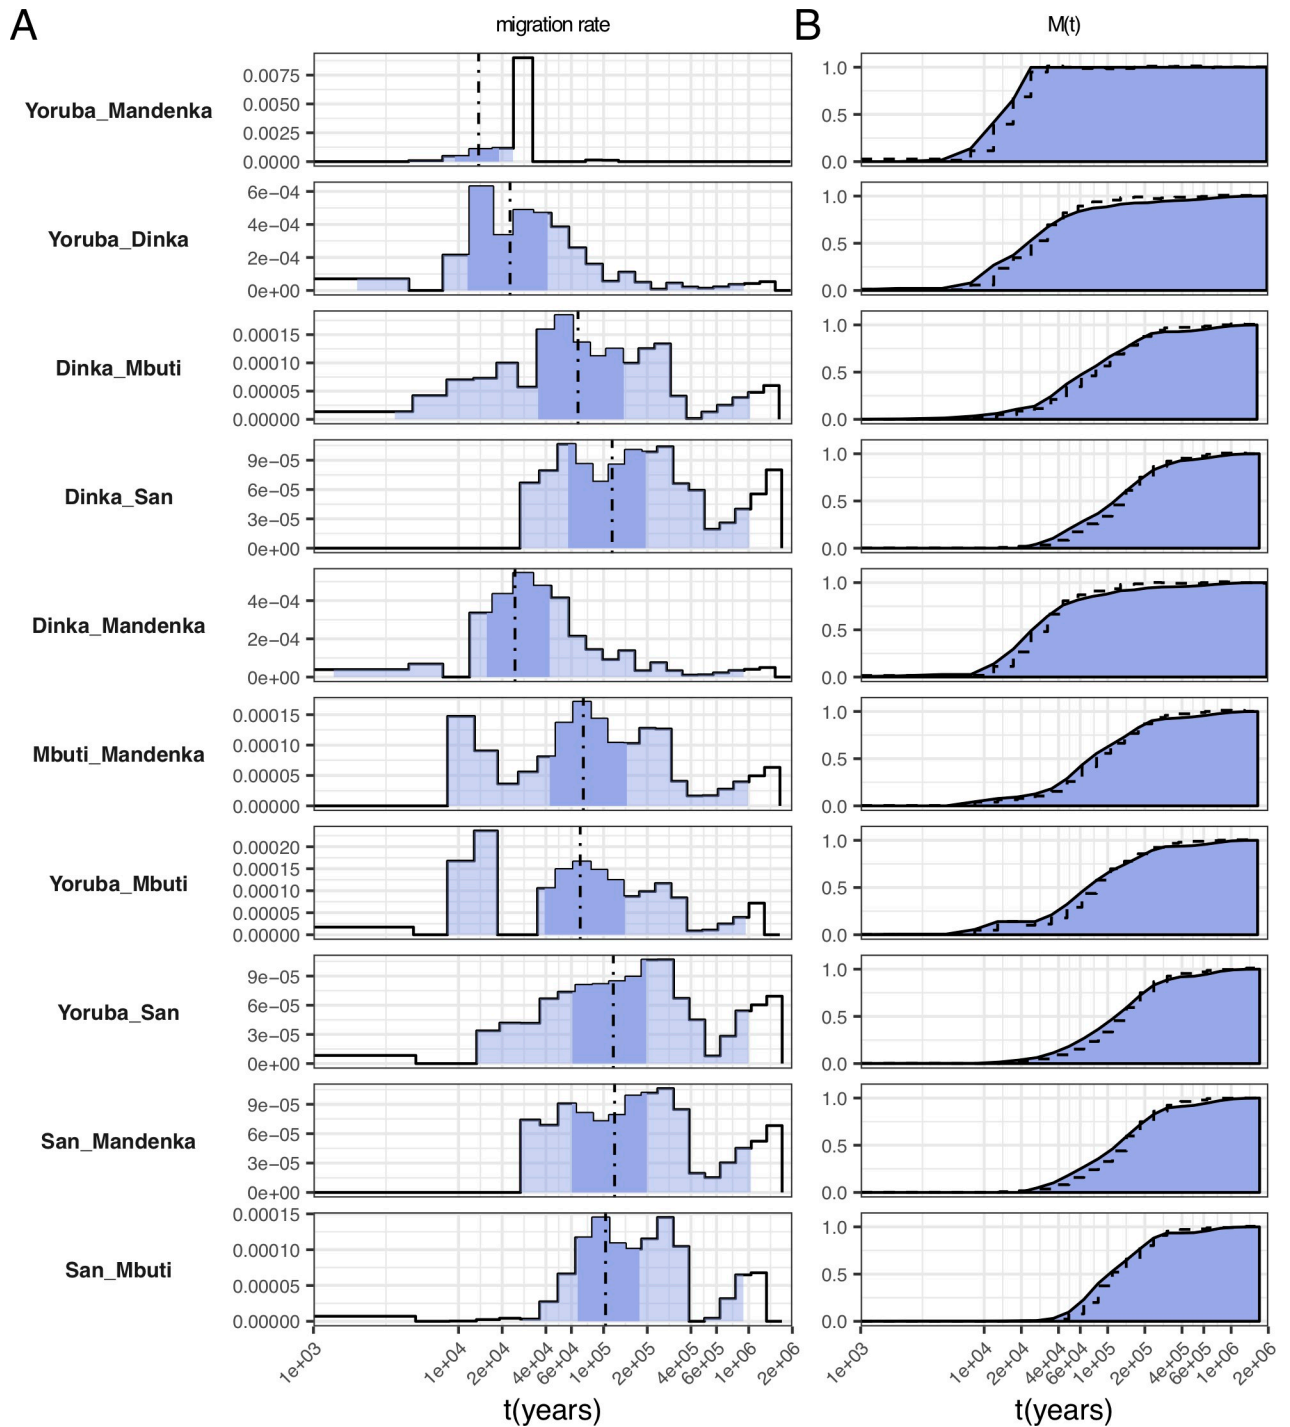 A
migration rate
B
M(t)
Yoruba_Mandenka
0.0075
0.0050
0.0025
0.0000
1.0
0.5
0.0
Yoruba_Dinka
6e−04
4e−04
2e−04
0e+00
1.0
0.5
0.0
Dinka_Mbuti
0.00015
0.00010
0.00005
0.00000
1.0
0.5
0.0
Dinka_San
9e−05
6e−05
3e−05
0e+00
1.0
0.5
0.0
Dinka_Mandenka
4e−04
2e−04
0e+00
1.0
0.5
0.0
Mbuti_Mandenka
0.00015
0.00010
0.00005
0.00000
1.0
0.5
0.0
Yoruba_Mbuti
0.00020
0.00015
0.00010
0.00005
0.00000
1.0
0.5
0.0
Yoruba_San
9e−05
6e−05
3e−05
0e+00
1.0
0.5
0.0
San_Mandenka
9e−05
6e−05
3e−05
0e+00
1.0
0.5
0.0
San_Mbuti
0.00015
0.00010
0.00005
0.00000
1.0
0.5
0.0
1e+03 1e+04 2e+04 4e+04 6e+04 1e+05 2e+05 4e+05 6e+05 1e+06 2e+06
t(years)
1e+03 1e+04 2e+04 4e+04 6e+04 1e+05 2e+05 4e+05 6e+05 1e+06 2e+06
t(years)